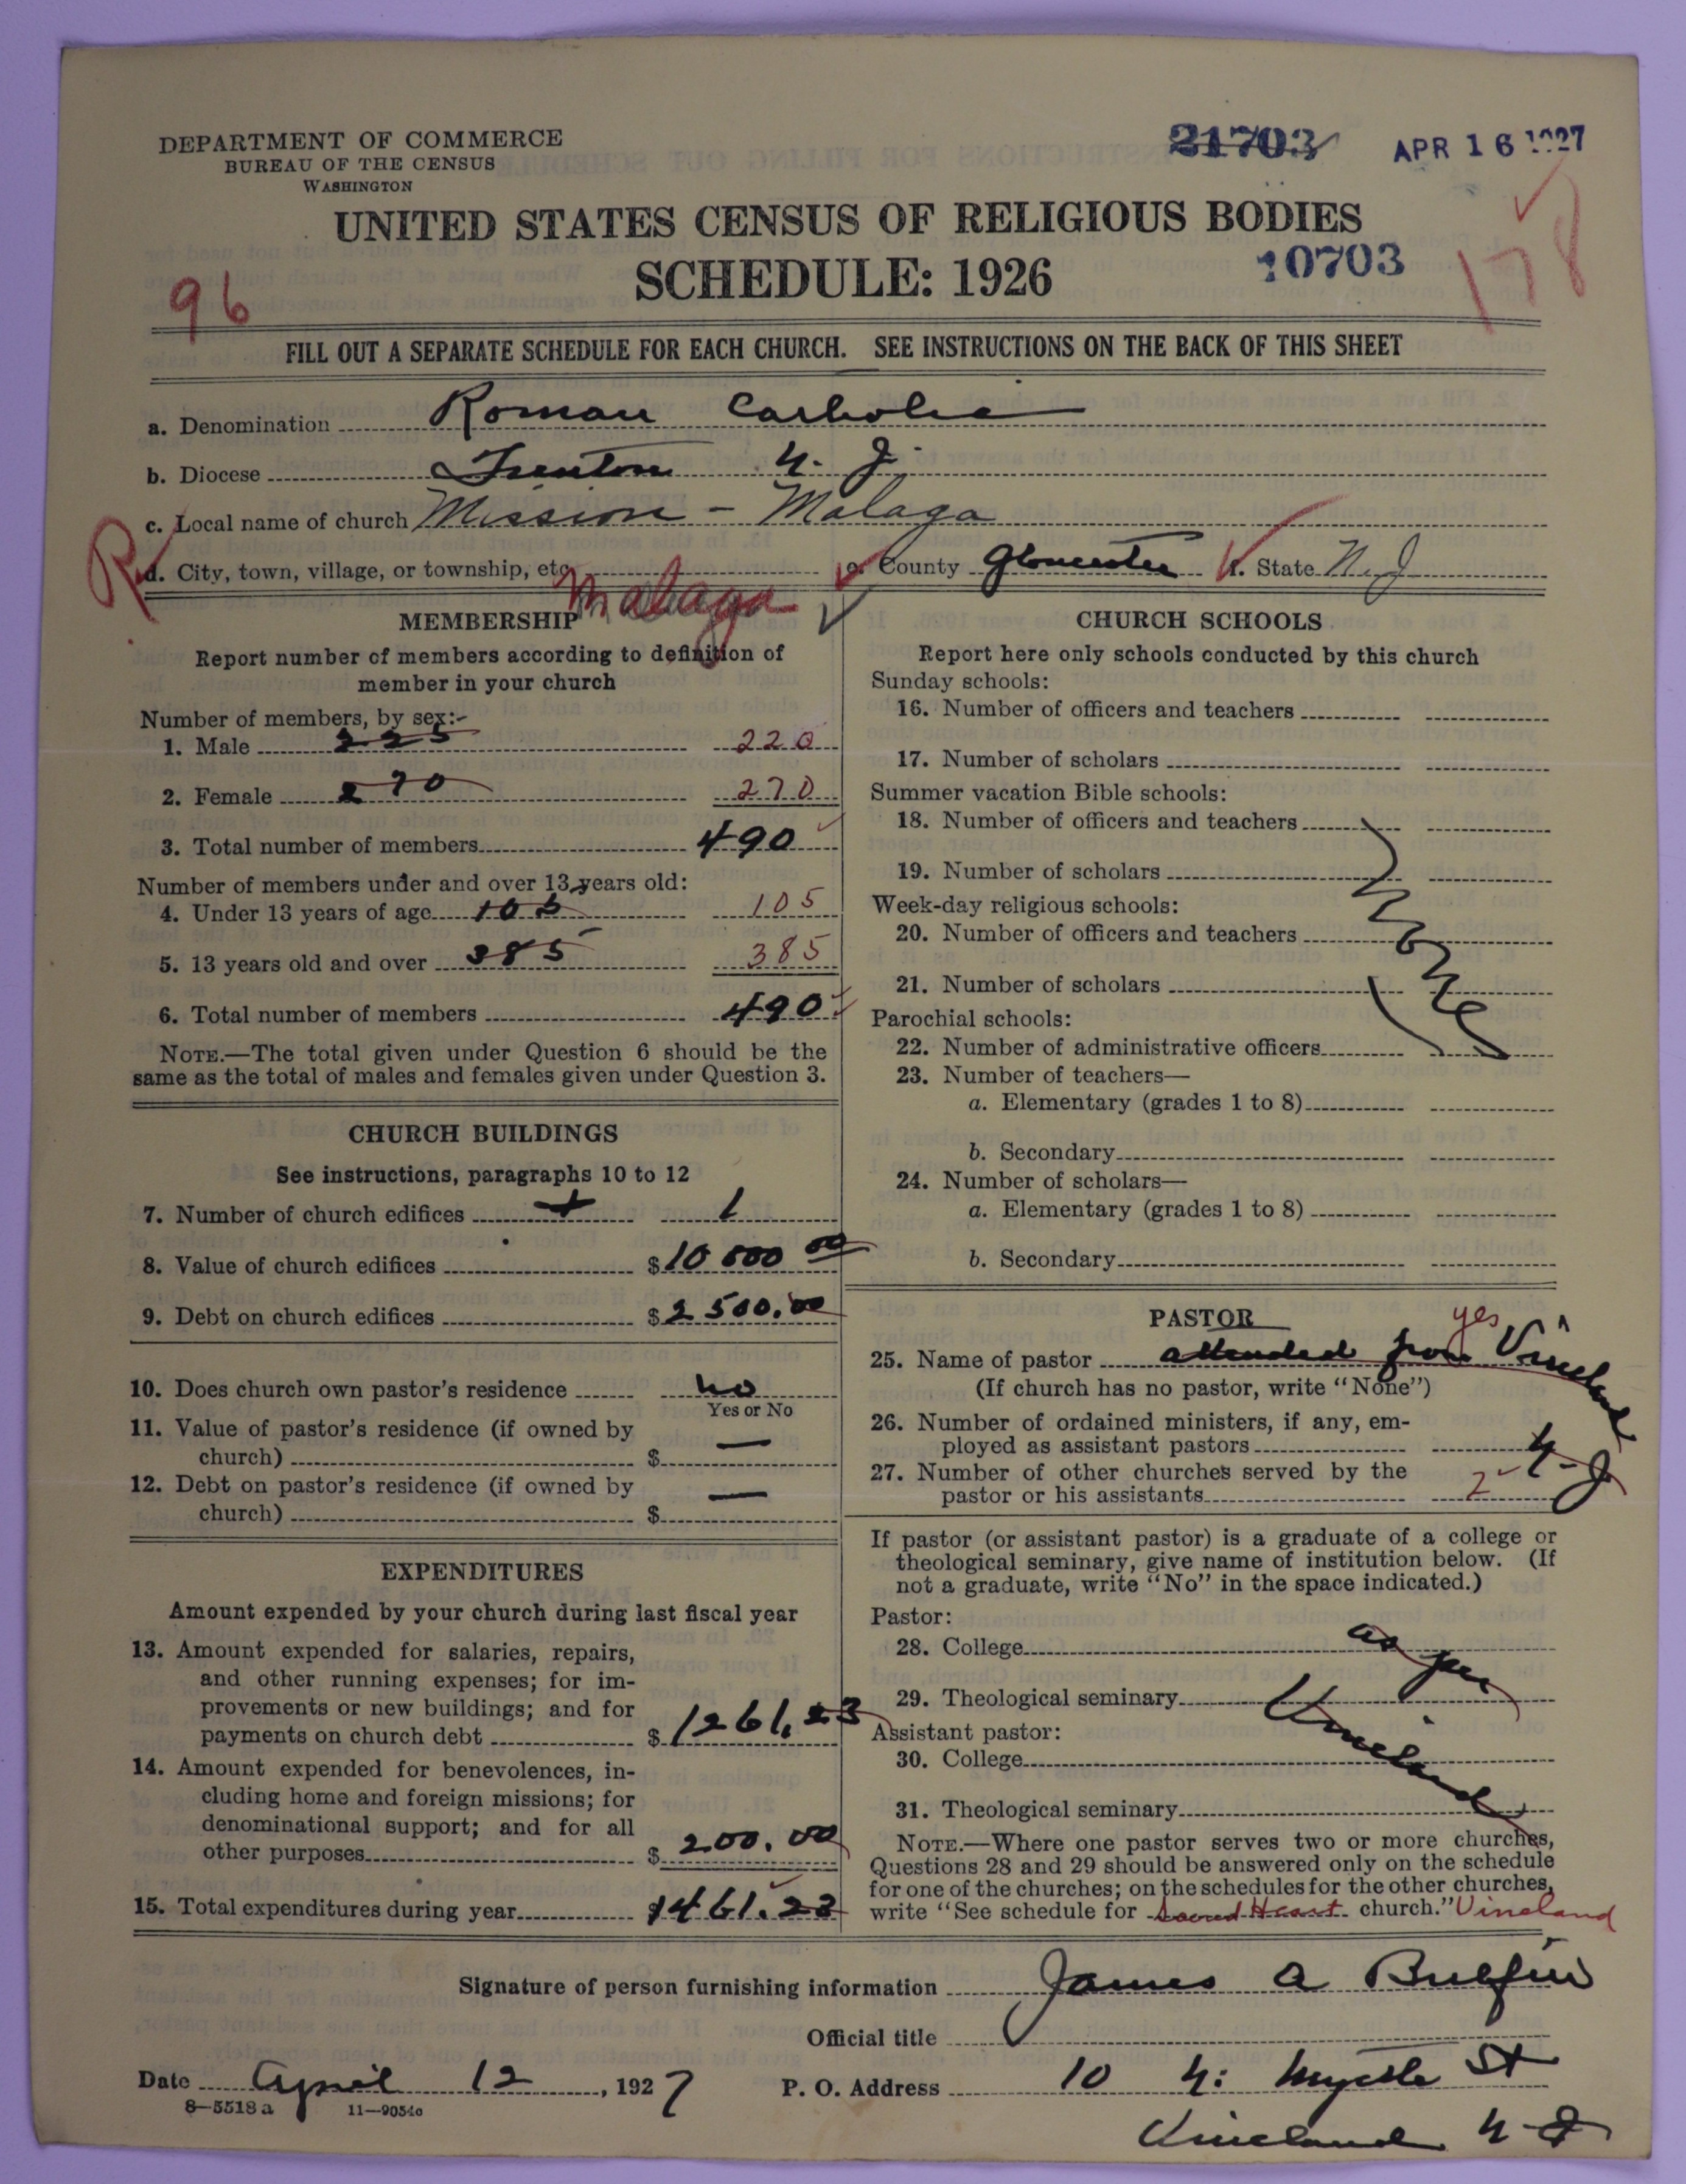 DEPARTMENT OF COMMERCE
BUREAU OF THE CENSUS
WASHINGTON
21703
APR 16 1927
UNITED STATES CENSUS OF RELIGIOUS BODIES
SCHEDULE: 1926
10703
96
178
FILL OUT A SEPARATE SCHEDULE FOR EACH CHURCH. SEE INSTRUCTIONS ON THE BACK OF THIS SHEET
a. Denomination Roman Catholic
b. Diocese Trenton N. J.
c. Local name of church Mission - Malaga
R d. City, town, village, or township, etc. Malaga e. County Gloucester f. State N. J
MEMBERSHIP
Report number of members according to definition of
member in your church
Number of members, by sex:-
1. Male 225 220
2. Female 270 270
3. Total number of members 490
Number of members under and over 13 years old:
4. Under 13 years of age 105 105
5. 13 years old and over 385 385
6. Total number of members 490
NOTE.—The total given under Question 6 should be the
same as the total of males and females given under Question 3.
CHURCH BUILDINGS
See instructions, paragraphs 10 to 12
7. Number of church edifices 1 1
8. Value of church edifices $10 000 00
9. Debt on church edifices $2 500.00
10. Does church own pastor's residence no
Yes or No
11. Value of pastor's residence (if owned by
church) $ —
12. Debt on pastor's residence (if owned by
church) $ —
EXPENDITURES
Amount expended by your church during last fiscal year
13. Amount expended for salaries, repairs,
and other running expenses; for im-
provements or new buildings; and for
payments on church debt $1261.23
14. Amount expended for benevolences, in-
cluding home and foreign missions; for
denominational support; and for all
other purposes $200.00
15. Total expenditures during year $1461.23
CHURCH SCHOOLS
Report here only schools conducted by this church
Sunday schools:
16. Number of officers and teachers
17. Number of scholars
Summer vacation Bible schools:
18. Number of officers and teachers
19. Number of scholars
Week-day religious schools:
20. Number of officers and teachers
21. Number of scholars
None
Parochial schools:
22. Number of administrative officers
23. Number of teachers—
a. Elementary (grades 1 to 8)
b. Secondary
24. Number of scholars—
a. Elementary (grades 1 to 8)
b. Secondary
PASTOR
yes
25. Name of pastor attended from Vineland N. J
(If church has no pastor, write "None")
26. Number of ordained ministers, if any, em-
ployed as assistant pastors
27. Number of other churches served by the
pastor or his assistants 2
If pastor (or assistant pastor) is a graduate of a college or
theological seminary, give name of institution below. (If
not a graduate, write "No" in the space indicated.)
Pastor:
28. College as per
29. Theological seminary Vineland
Assistant pastor:
30. College
31. Theological seminary
NOTE.—Where one pastor serves two or more churches,
Questions 28 and 29 should be answered only on the schedule
for one of the churches; on the schedules for the other churches,
write "See schedule for Sacred Heart church." Vineland
Signature of person furnishing information James A Bulfin
Official title
Date April 12, 1927 P. O. Address 10 N. Myrtle St
8—5518 a 11—9054c
Vineland N J